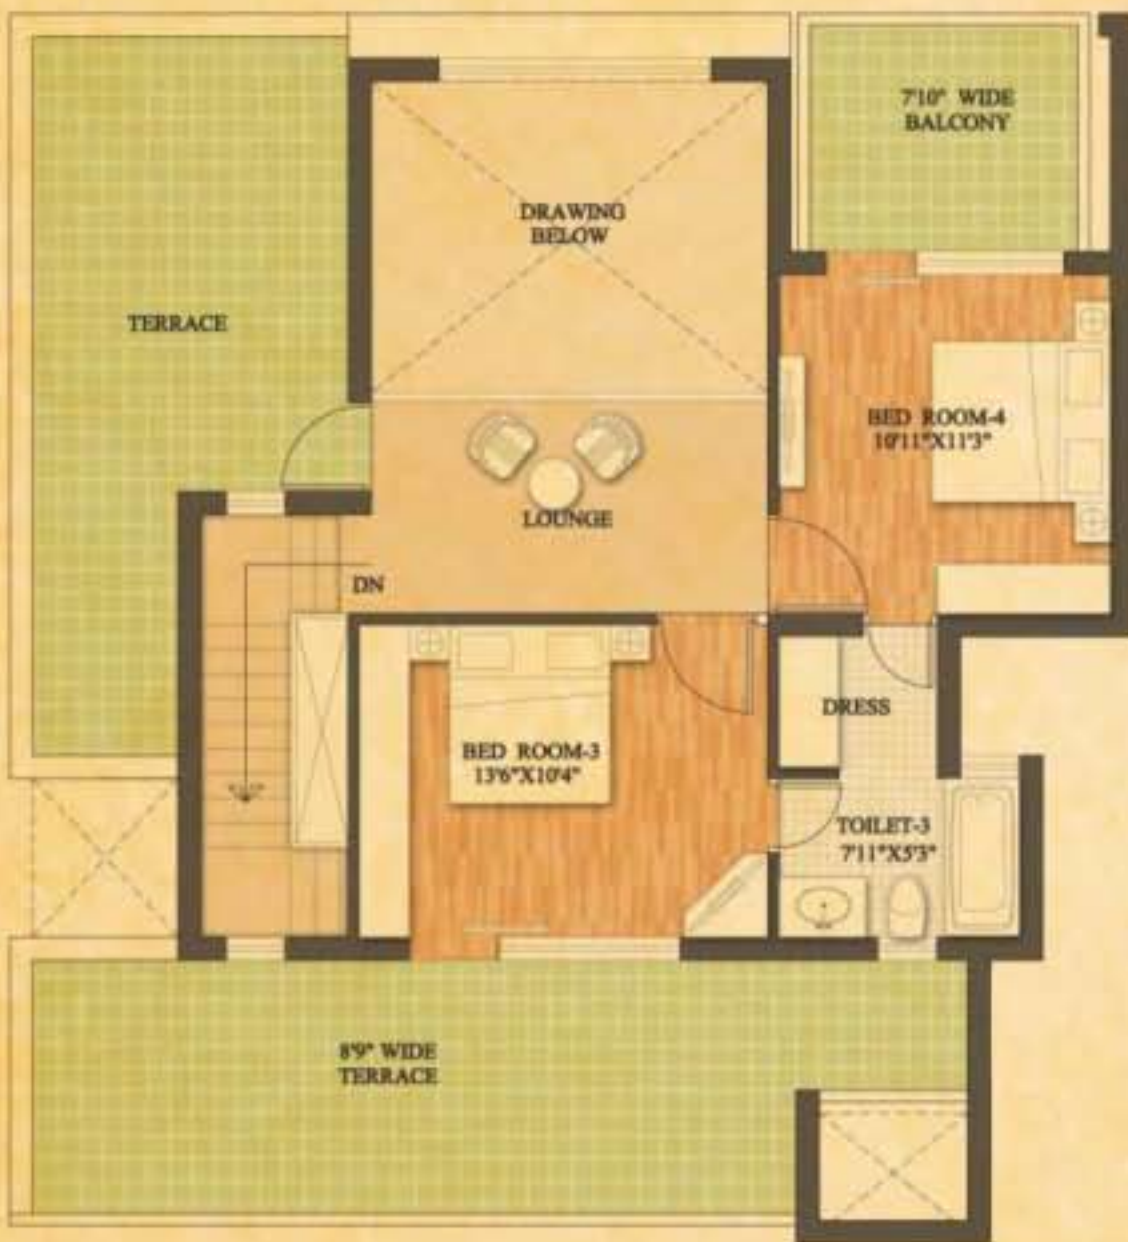 7'10" WIDE
BALCONY
DRAWING
BELOW
TERRACE
BED ROOM-4
10'11"X11'3"
LOUNGE
DN
DRESS
BED ROOM-3
13'6"X10'4"
TOILET-3
7'11"X5'3"
8'9" WIDE
TERRACE